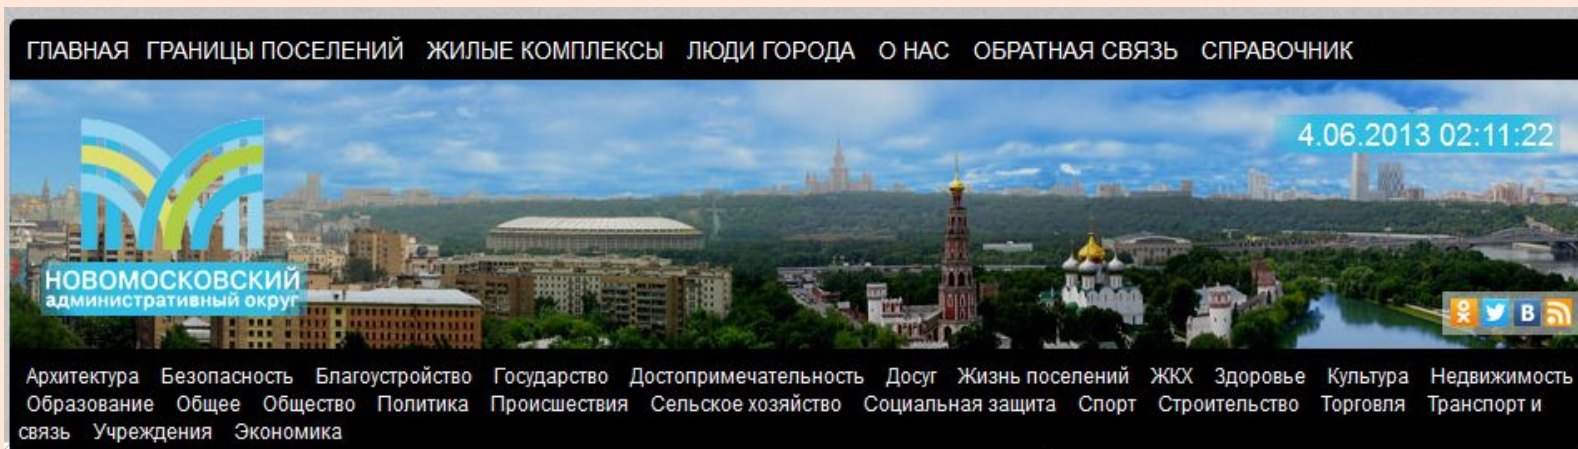 ГЛАВНАЯ ГРАНИЦЫ ПОСЕЛЕНИЙ ЖИЛЫЕ КОМПЛЕКСЫ ЛЮДИ ГОРОДА О НАС ОБРАТНАЯ СВЯЗЬ СПРАВОЧНИК
4.06.2013 02:11:22
НОВОМОСКОВСКИЙ
административный округ
Архитектура Безопасность Благоустройство Государство Достопримечательность Досуг Жизнь поселений ЖКХ Здоровье Культура Недвижимость
Образование Общее Общество Политика Происшествия Сельское хозяйство Социальная защита Спорт Строительство Торговля Транспорт и
связь Учреждения Экономика